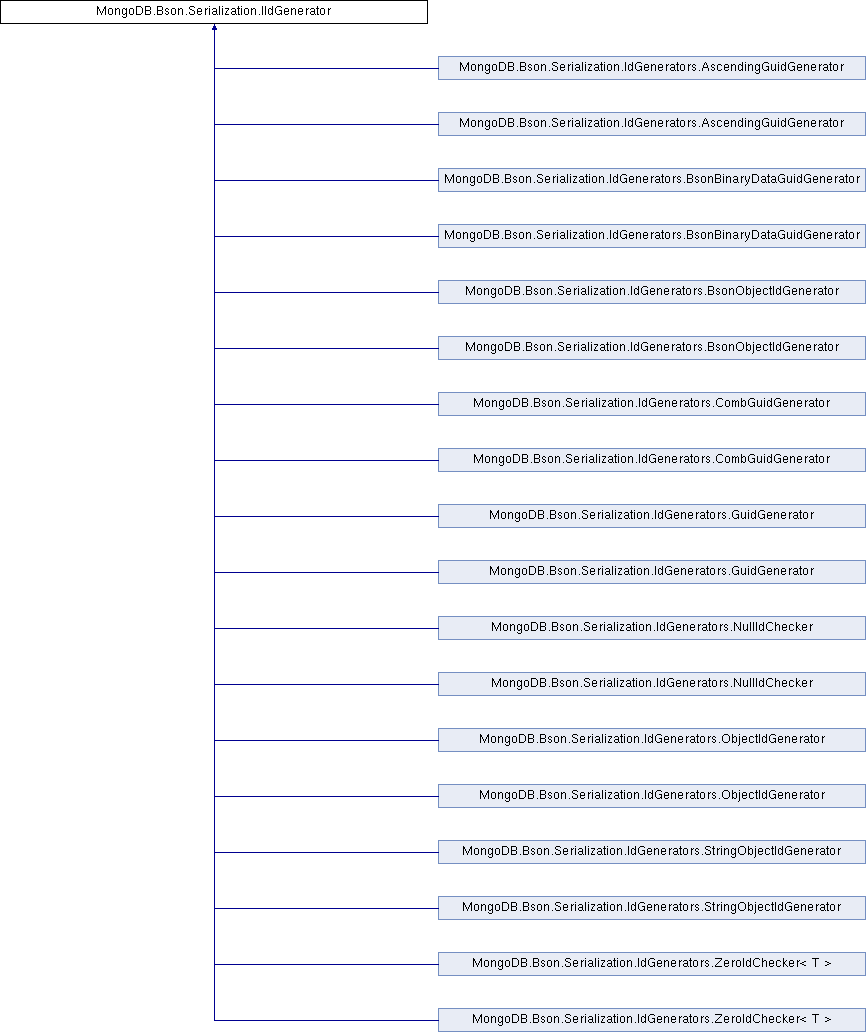 MongoDB.Bson.Serialization.IIdGenerator
MongoDB.Bson.Serialization.IdGenerators.AscendingGuidGenerator
MongoDB.Bson.Serialization.IdGenerators.AscendingGuidGenerator
MongoDB.Bson.Serialization.IdGenerators.BsonBinaryDataGuidGenerator
MongoDB.Bson.Serialization.IdGenerators.BsonBinaryDataGuidGenerator
MongoDB.Bson.Serialization.IdGenerators.BsonObjectIdGenerator
MongoDB.Bson.Serialization.IdGenerators.BsonObjectIdGenerator
MongoDB.Bson.Serialization.IdGenerators.CombGuidGenerator
MongoDB.Bson.Serialization.IdGenerators.CombGuidGenerator
MongoDB.Bson.Serialization.IdGenerators.GuidGenerator
MongoDB.Bson.Serialization.IdGenerators.GuidGenerator
MongoDB.Bson.Serialization.IdGenerators.NullIdChecker
MongoDB.Bson.Serialization.IdGenerators.NullIdChecker
MongoDB.Bson.Serialization.IdGenerators.ObjectIdGenerator
MongoDB.Bson.Serialization.IdGenerators.ObjectIdGenerator
MongoDB.Bson.Serialization.IdGenerators.StringObjectIdGenerator
MongoDB.Bson.Serialization.IdGenerators.StringObjectIdGenerator
MongoDB.Bson.Serialization.IdGenerators.ZeroIdChecker< T >
MongoDB.Bson.Serialization.IdGenerators.ZeroIdChecker< T >